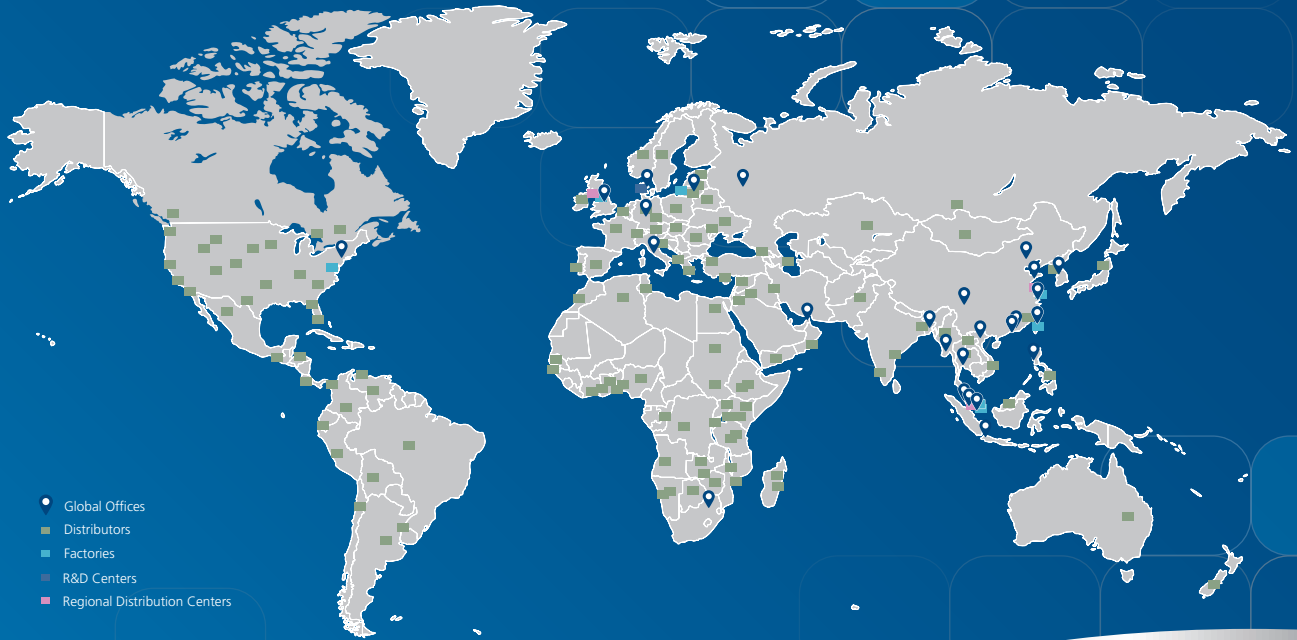 Global Offices
Distributors
Factories
R&D Centers
Regional Distribution Centers